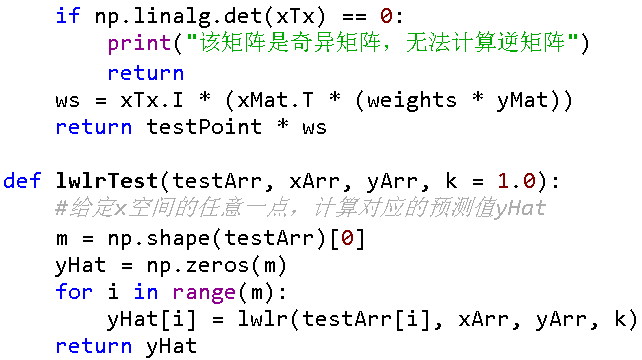 if np.linalg.det(xTx) == 0:
print("该矩阵是奇异矩阵，无法计算逆矩阵")
return
ws = xTx.I * (xMat.T * (weights * yMat))
return testPoint * ws
def lwlrTest(testArr, xArr, yArr, k = 1.0):
#给定x空间的任意一点，计算对应的预测值yHat
m = np.shape(testArr)[0]
yHat = np.zeros(m)
for i in range(m):
yHat[i] = lwlr(testArr[i], xArr, yArr, k)
return yHat